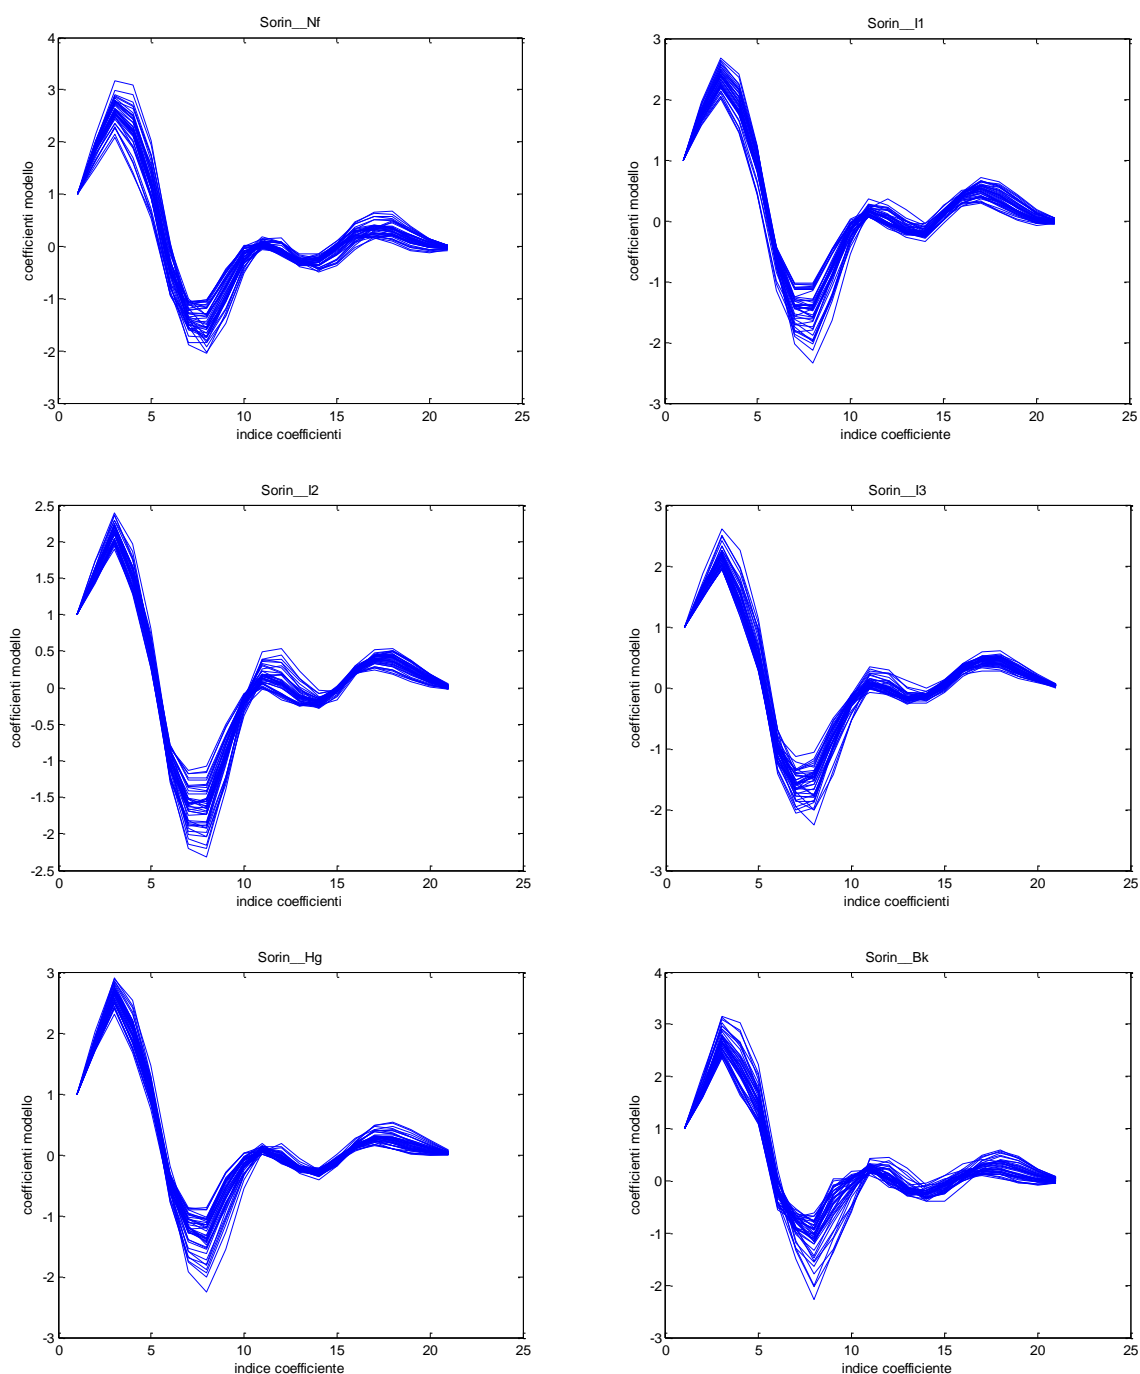 Sorin__Nf
4
3
2
1
0
-1
-2
-3
0 5 10 15 20 25
coefficienti modello
indice coefficienti
Sorin__I1
3
2
1
0
-1
-2
-3
0 5 10 15 20 25
coefficienti modello
indice coefficiente
Sorin__I2
2.5
2
1.5
1
0.5
0
-0.5
-1
-1.5
-2
-2.5
0 5 10 15 20 25
coefficienti modello
indice coefficienti
Sorin__I3
3
2
1
0
-1
-2
-3
0 5 10 15 20 25
coefficienti modello
indice coefficienti
Sorin__Hg
3
2
1
0
-1
-2
-3
0 5 10 15 20 25
coefficienti modello
indice coefficiente
Sorin__Bk
4
3
2
1
0
-1
-2
-3
0 5 10 15 20 25
coefficienti modello
indice coefficiente